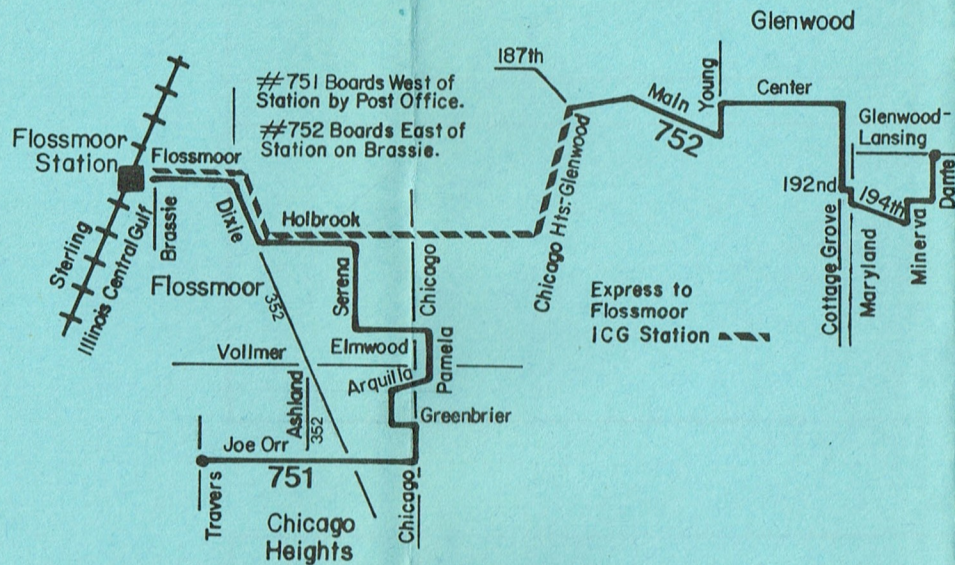 Glenwood
187th
#751 Boards West of
Station by Post Office.
#752 Boards East of
Station on Brassie.
Flossmoor
Station
Flossmoor
Main
752
Young
Center
Glenwood-
Lansing
192nd
194th
Dante
Minerva
Maryland
Cottage Grove
Chicago Hts.-Glenwood
Holbrook
Dixie
Brassie
Sterling
Illinois Central Gulf
Flossmoor
352
Serena
Chicago
Express to
Flossmoor
ICG Station
Vollmer
Elmwood
Pamela
Arquilla
Ashland
352
Greenbrier
Joe Orr
751
Travers
Chicago
Chicago
Heights